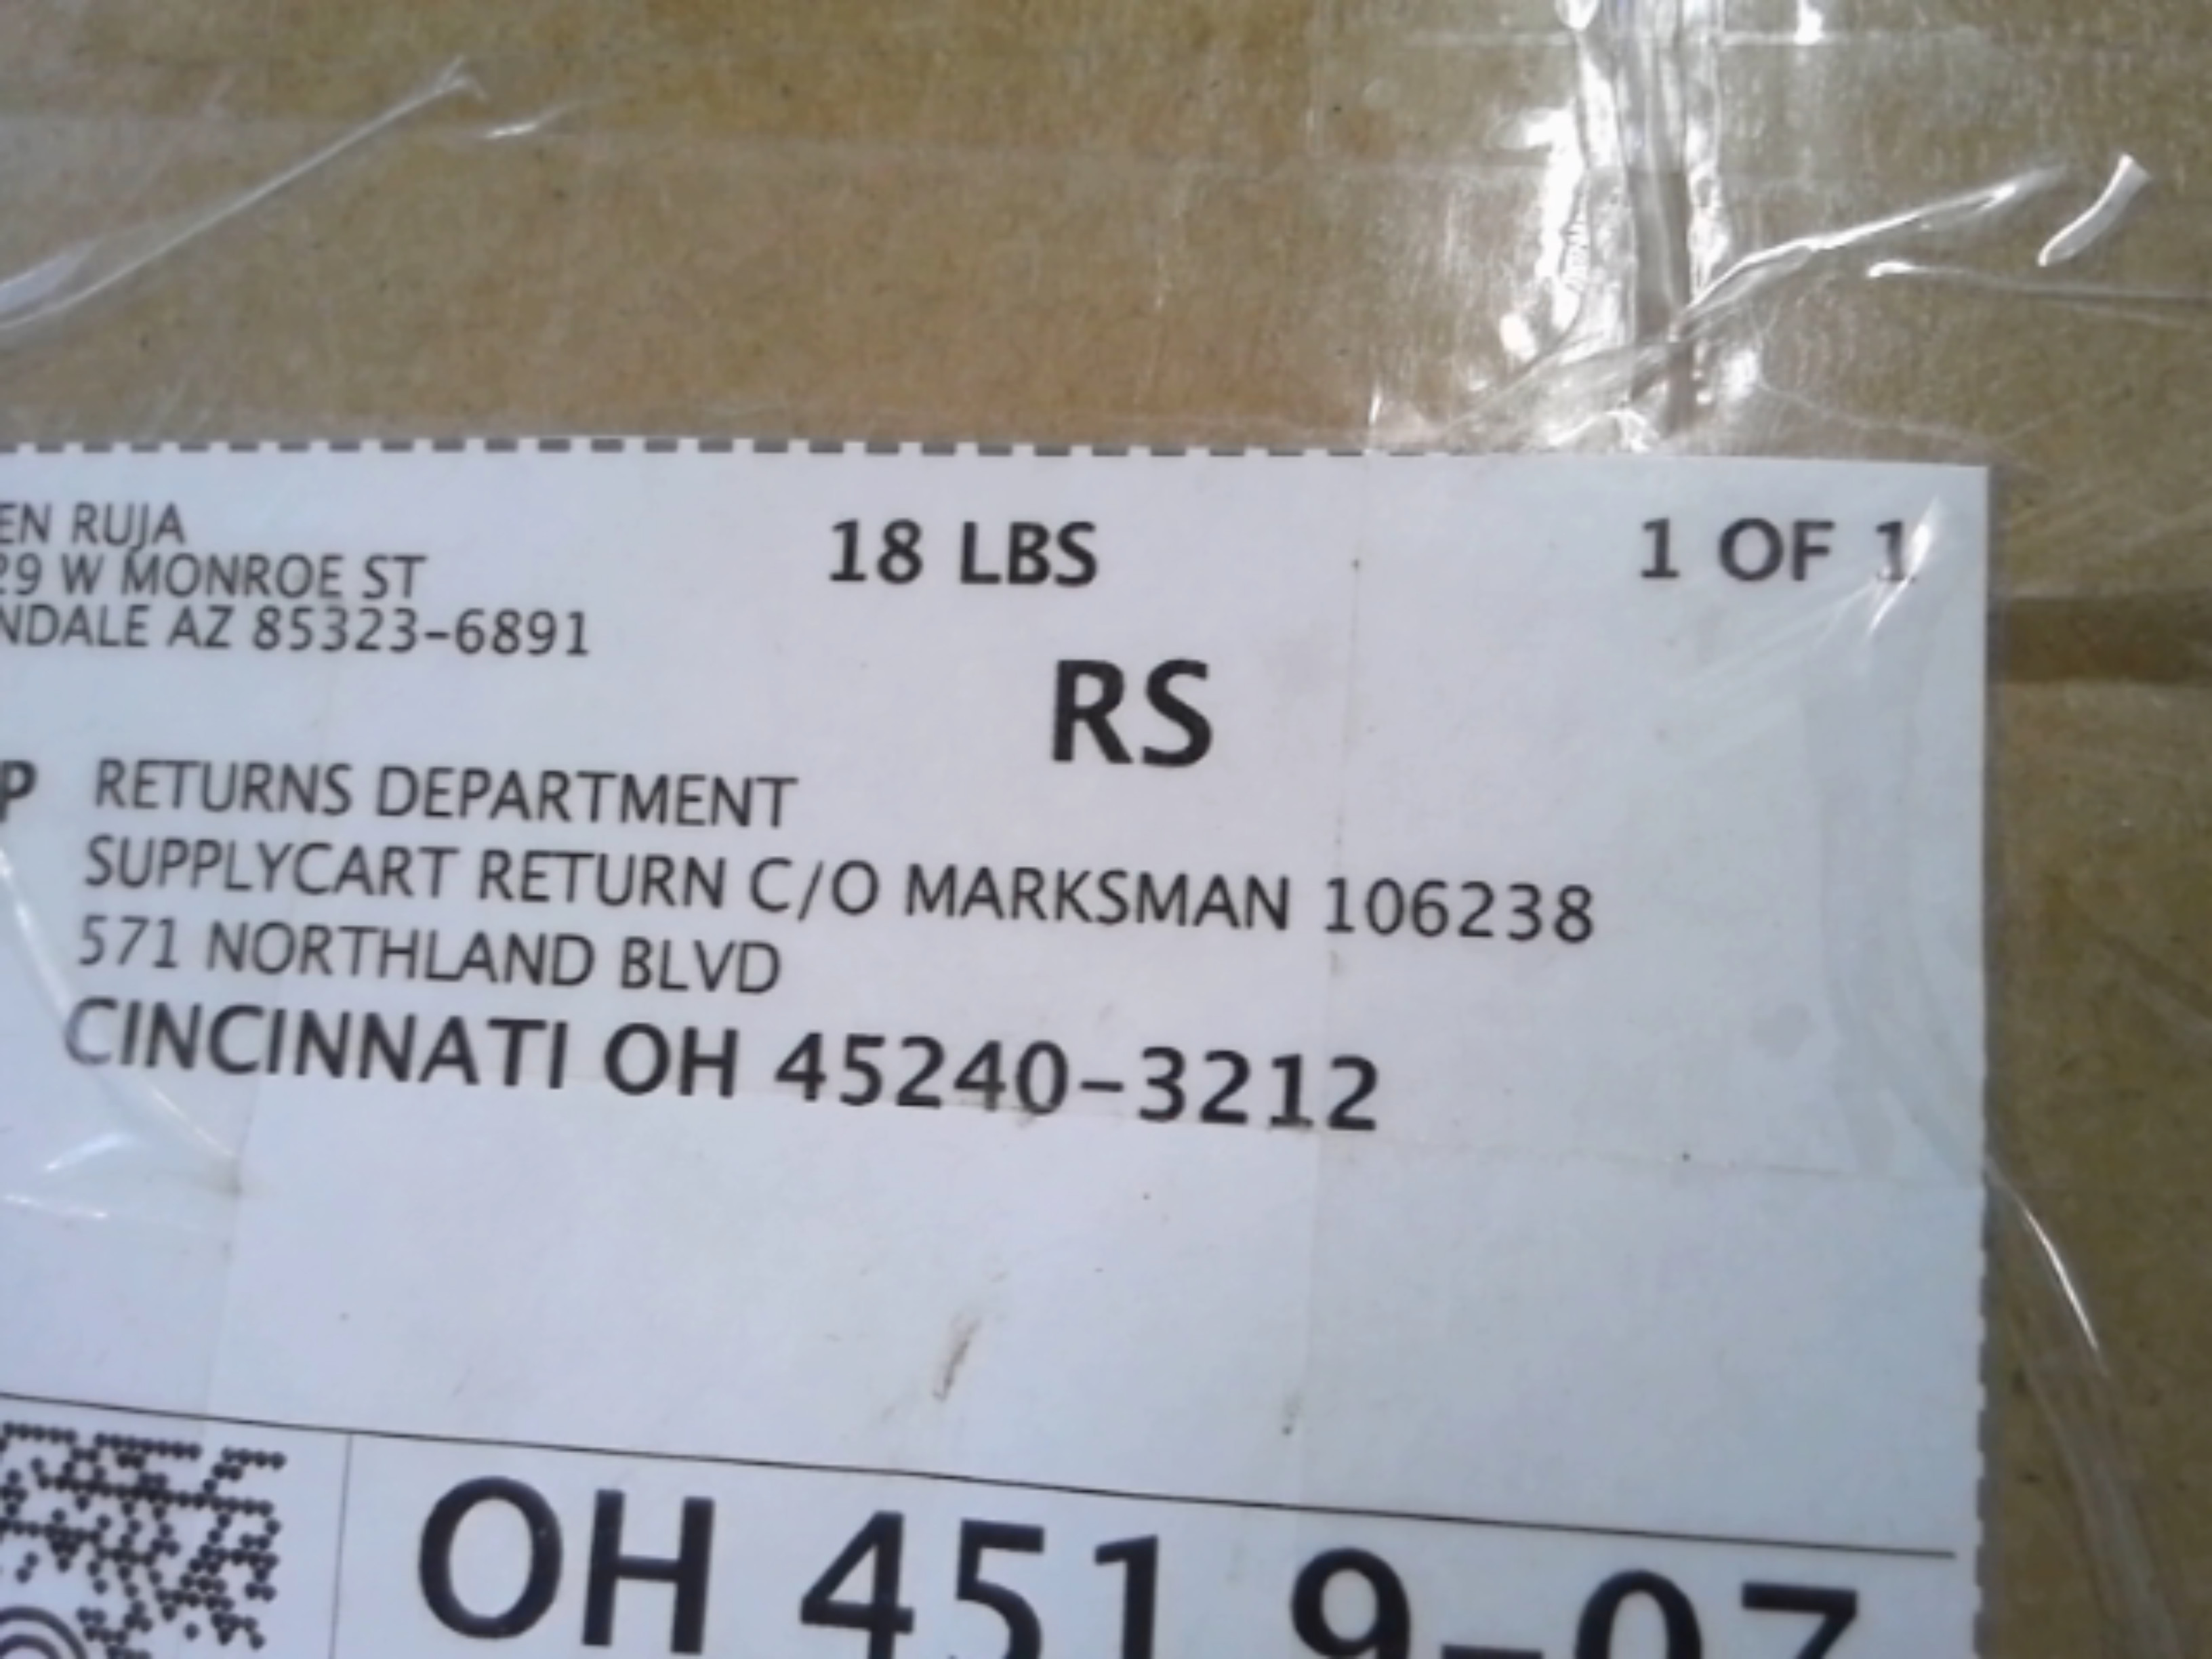 EN RUJA
29 W MONROE ST
NDALE AZ 85323-6891
18 LBS
1 OF 1
RS
P
RETURNS DEPARTMENT
SUPPLYCART RETURN C/O MARKSMAN 106238
571 NORTHLAND BLVD
CINCINNATI OH 45240-3212
OH 451 9-07